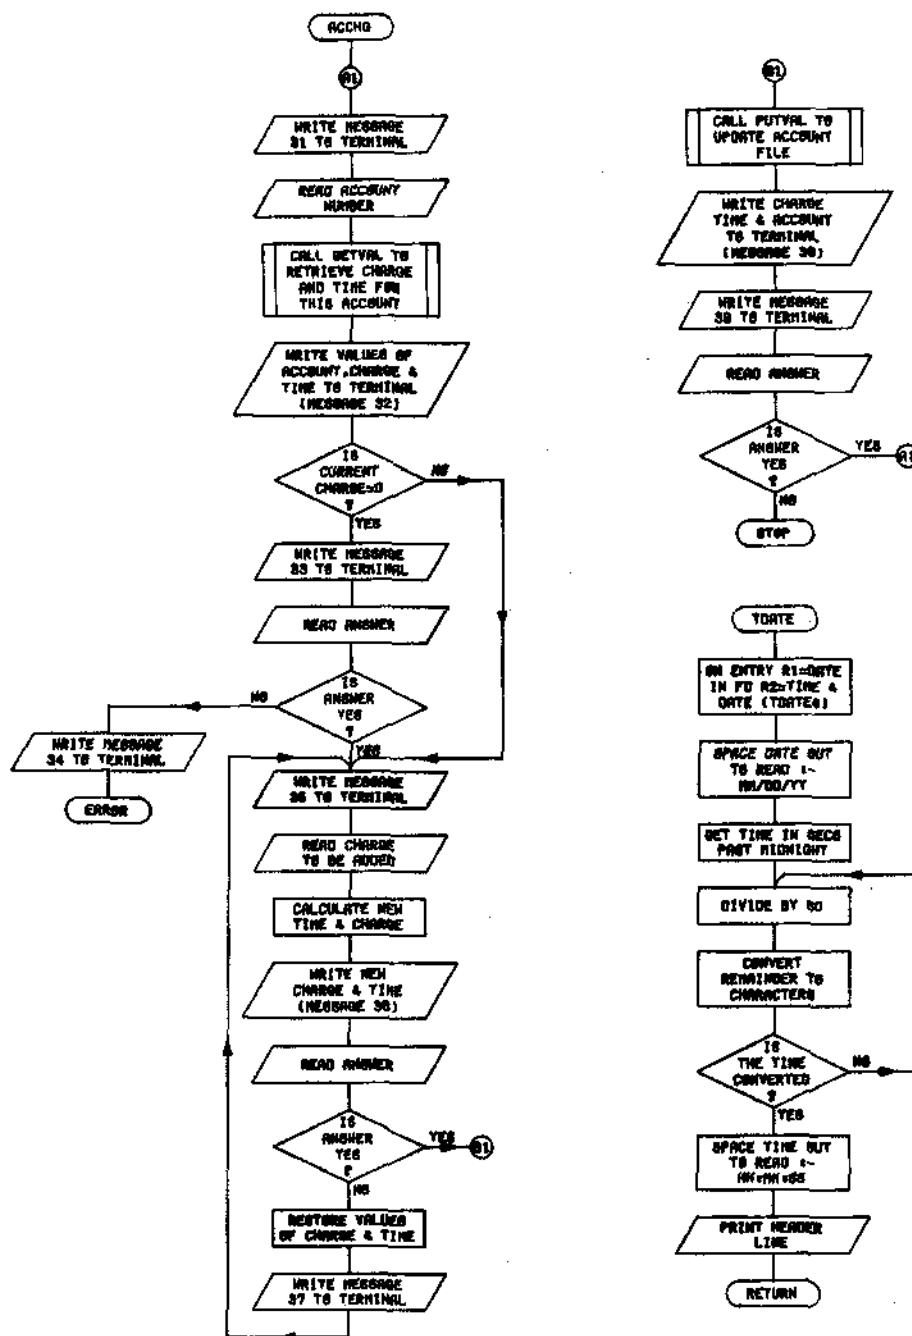 ACCHG
A1
WRITE MESSAGE
31 TO TERMINAL
READ ACCOUNT
NUMBER
CALL GETVAL TO
RETRIEVE CHARGE
AND TIME FOR
THIS ACCOUNT
WRITE VALUES OF
ACCOUNT,CHARGE &
TIME TO TERMINAL
(MESSAGE 32)
IS
CURRENT
CHARGE=0
?
NO
YES
WRITE MESSAGE
33 TO TERMINAL
READ ANSWER
IS
ANSWER
YES
?
NO
YES
WRITE MESSAGE
34 TO TERMINAL
ERROR
WRITE MESSAGE
35 TO TERMINAL
READ CHARGE
TO BE ADDED
CALCULATE NEW
TIME & CHARGE
WRITE NEW
CHARGE & TIME
(MESSAGE 36)
READ ANSWER
IS
ANSWER
YES
?
YES
B1
NO
RESTORE VALUES
OF CHARGE & TIME
WRITE MESSAGE
37 TO TERMINAL
B1
CALL PUTVAL TO
UPDATE ACCOUNT
FILE
WRITE CHARGE
TIME & ACCOUNT
TO TERMINAL
(MESSAGE 38)
WRITE MESSAGE
39 TO TERMINAL
READ ANSWER
IS
ANSWER
YES
?
YES
A1
NO
STOP
TDATE
ON ENTRY R1=DATE
IN FD R2=TIME &
DATE (TDATE4)
SPACE DATE OUT
TO READ :-
MM/DD/YY
GET TIME IN SECS
PAST MIDNIGHT
DIVIDE BY 60
CONVERT
REMAINDER TO
CHARACTERS
IS
THE TIME
CONVERTED
?
NO
YES
SPACE TIME OUT
TO READ :-
HH:MM:SS
PRINT HEADER
LINE
RETURN